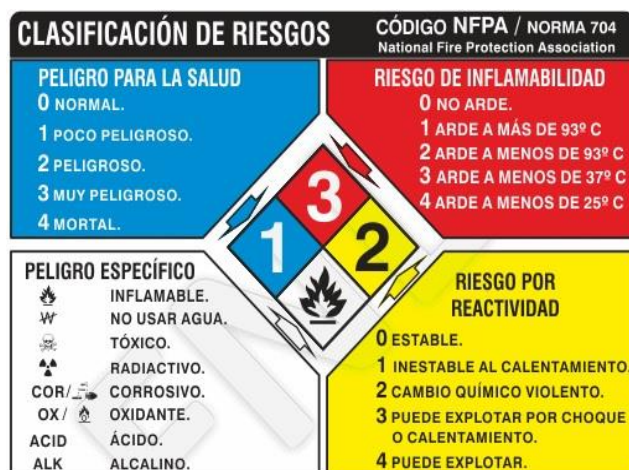 CLASIFICACIÓN DE RIESGOS
CÓDIGO NFPA / NORMA 704
National Fire Protection Association
PELIGRO PARA LA SALUD
0 NORMAL.
1 POCO PELIGROSO.
2 PELIGROSO.
3 MUY PELIGROSO.
4 MORTAL.
RIESGO DE INFLAMABILIDAD
0 NO ARDE.
1 ARDE A MÁS DE 93º C
2 ARDE A MENOS DE 93º C
3 ARDE A MENOS DE 37º C
4 ARDE A MENOS DE 25º C
3
1
2
PELIGRO ESPECÍFICO
INFLAMABLE.
W NO USAR AGUA.
TÓXICO.
RADIACTIVO.
COR/ CORROSIVO.
OX / OXIDANTE.
ACID ÁCIDO.
ALK ALCALINO.
RIESGO POR
REACTIVIDAD
0 ESTABLE.
1 INESTABLE AL CALENTAMIENTO.
2 CAMBIO QUÍMICO VIOLENTO.
3 PUEDE EXPLOTAR POR CHOQUE
O CALENTAMIENTO.
4 PUEDE EXPLOTAR.